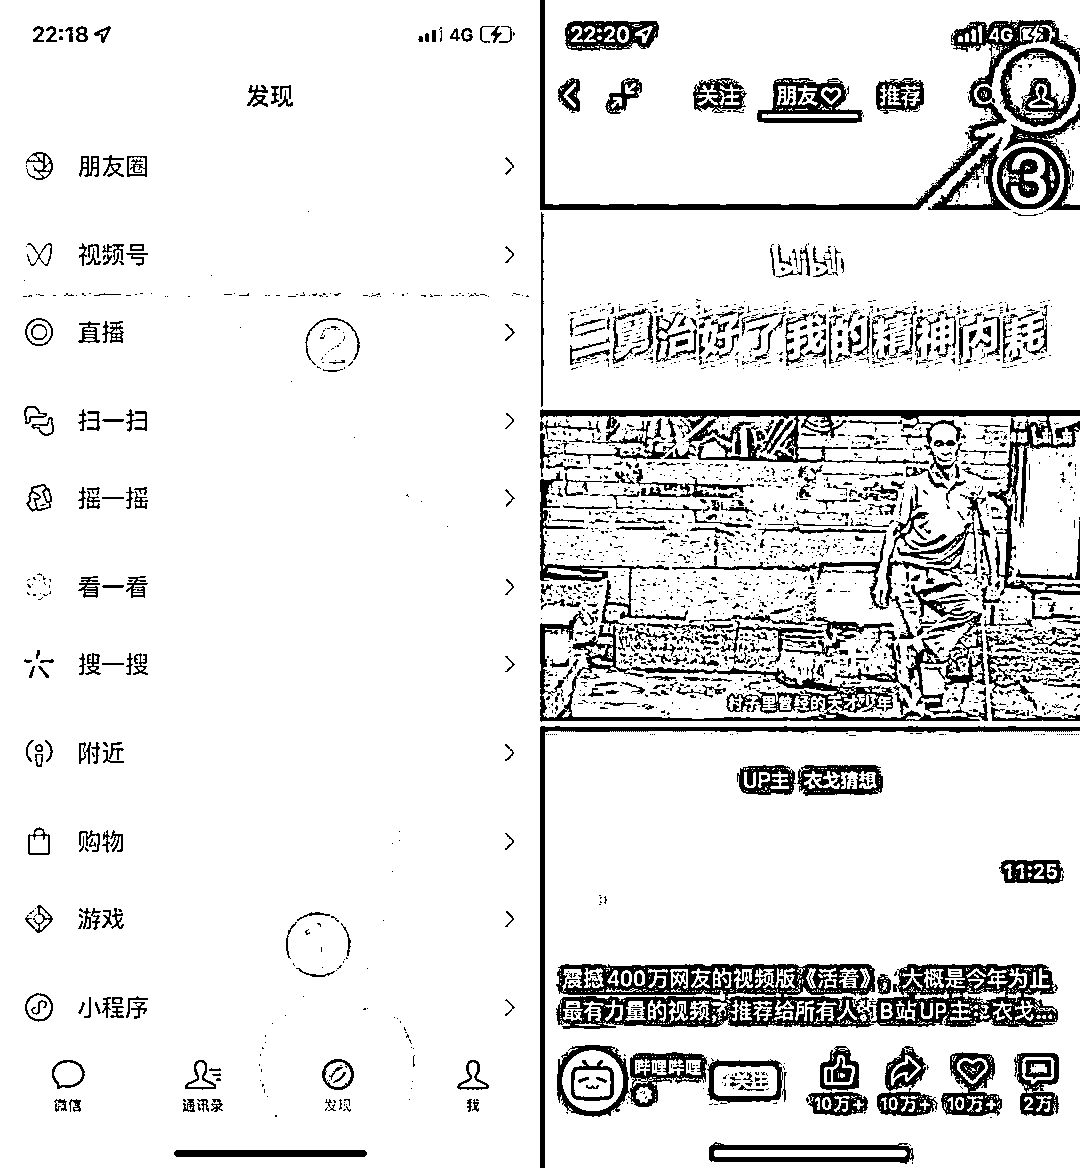 22:18
4G
发现
朋友圈
视频号
直播
2
扫一扫
摇一摇
看一看
搜一搜
附近
购物
游戏
1
小程序
微信
通讯录
发现
我
22:20
4G
关注
朋友
推荐
3
bilibili
二舅治好了我的精神内耗
bilibili
村子里曾经的天才少年
UP主 衣戈猜想
11:25
震撼400万网友的视频版《活着》，大概是今年为止
最有力量的视频，推荐给所有人。B站UP主：衣戈...
哔哩哔哩
关注
10万+
10万+
10万+
2万